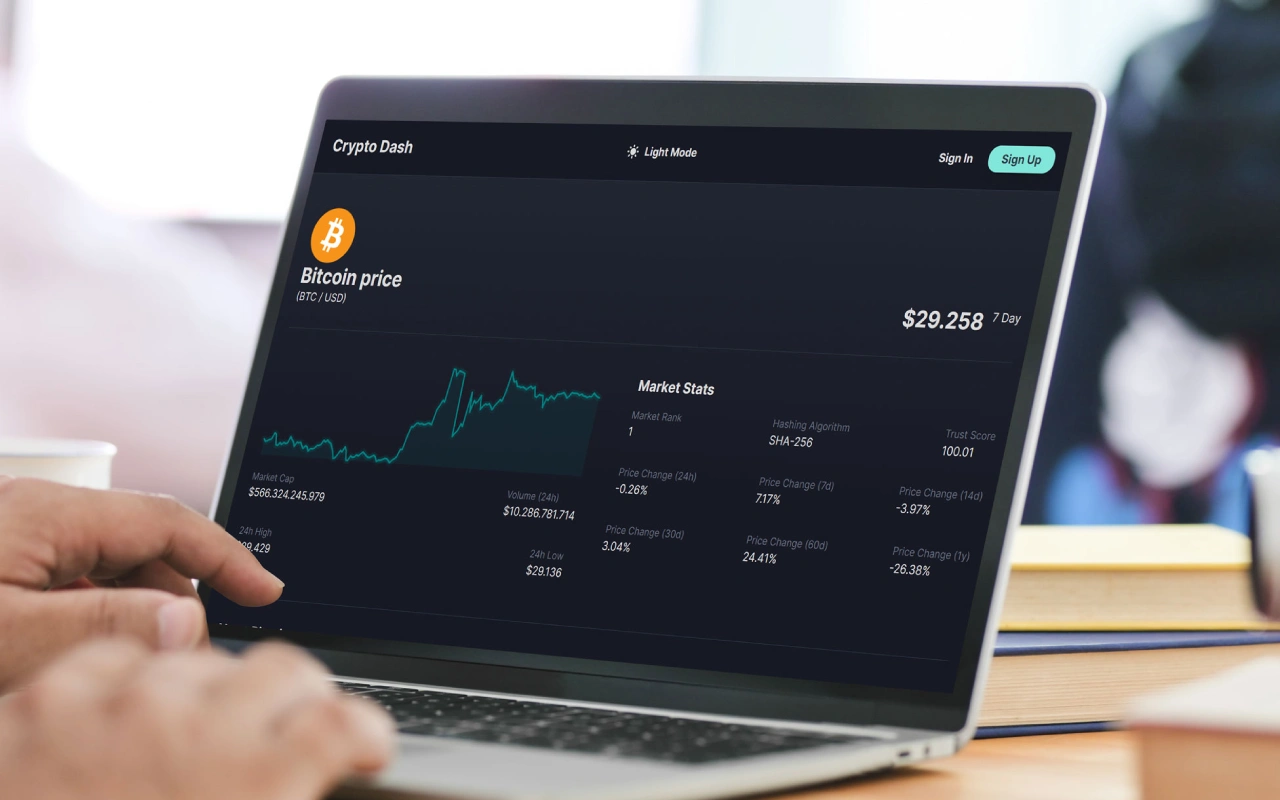 Crypto Dash
Light Mode
Sign In
Sign Up
Bitcoin price
(BTC / USD)
$29.258 7 Day
Market Stats
Market Rank
1
Hashing Algorithm
SHA-256
Trust Score
100.01
Price Change (24h)
-0.26%
Price Change (7d)
7.17%
Price Change (14d)
-3.97%
Price Change (30d)
3.04%
Price Change (60d)
24.41%
Price Change (1y)
-26.38%
Market Cap
$566.324.245.979
Volume (24h)
$10.286.781.714
24h High
24h Low
$29.136